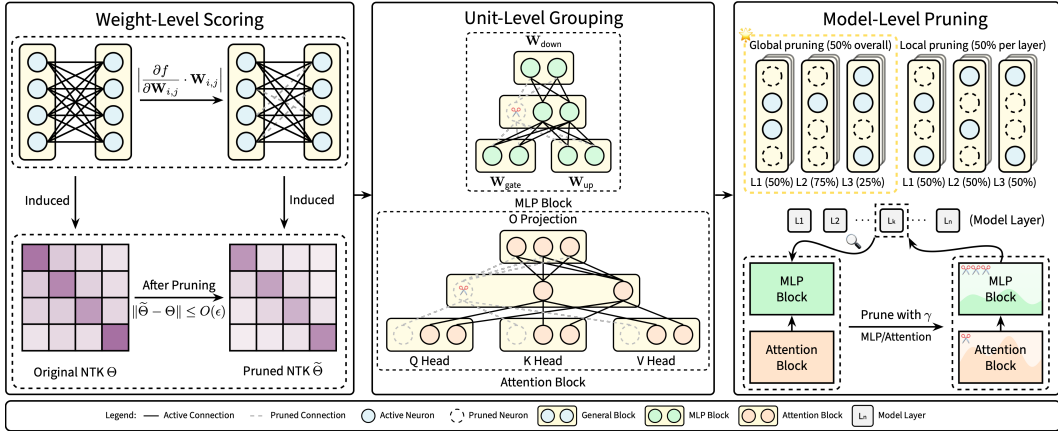 Weight-Level Scoring
|∂f/∂W_{i,j} · W_{i,j}|
Induced
Induced
After Pruning
‖Θ̃ − Θ‖ ≤ O(ϵ)
Original NTK Θ
Pruned NTK Θ̃
Unit-Level Grouping
W_down
W_gate
W_up
MLP Block
O Projection
Q Head
K Head
V Head
Attention Block
Model-Level Pruning
Global pruning (50% overall)
Local pruning (50% per layer)
L1 (50%)
L2 (75%)
L3 (25%)
L1 (50%)
L2 (50%)
L3 (50%)
L1
L2
···
Lk
···
Ln
(Model Layer)
MLP
Block
Attention
Block
Prune with γ
MLP/Attention
MLP
Block
Attention
Block
Legend:
Active Connection
Pruned Connection
Active Neuron
Pruned Neuron
General Block
MLP Block
Attention Block
Ln
Model Layer